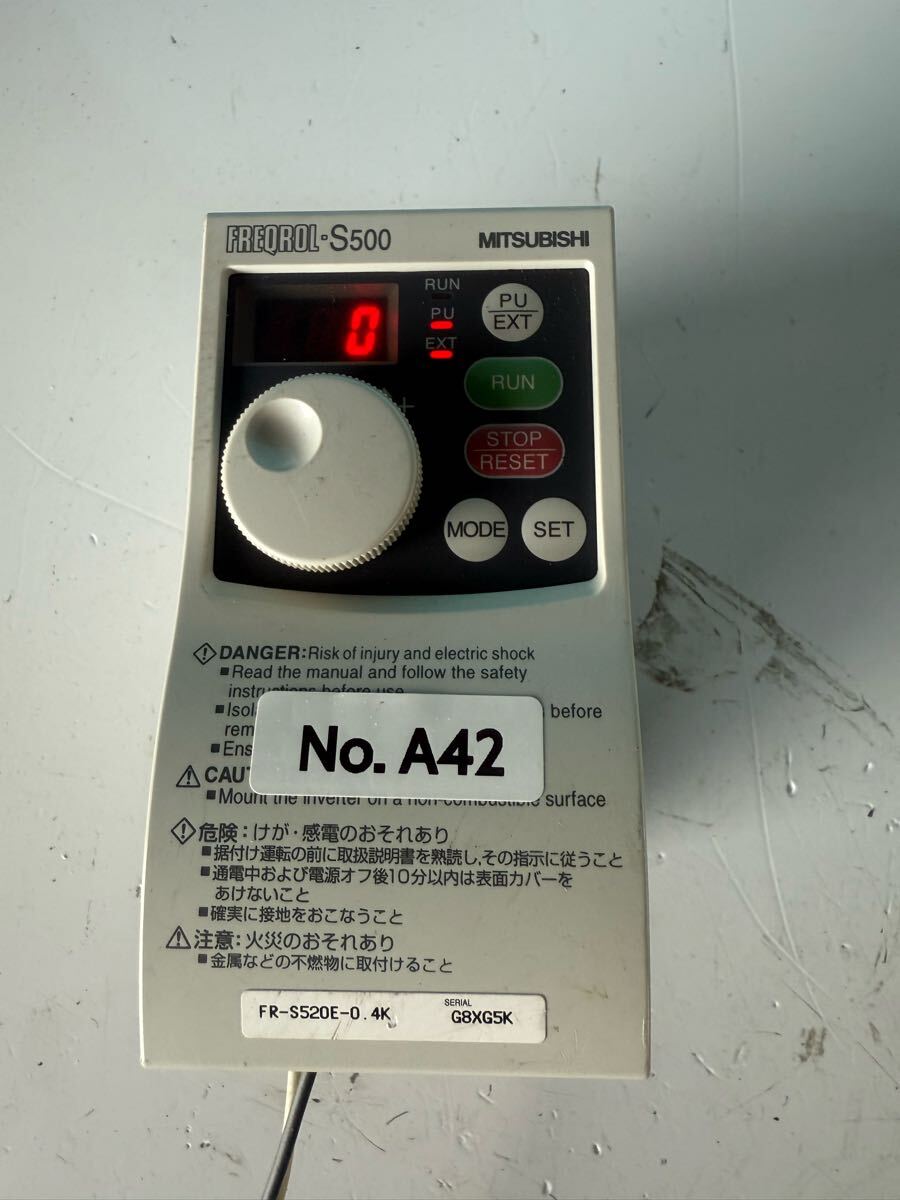 FREQROL-S500
MITSUBISHI
0
RUN
PU
EXT
PU
EXT
RUN
STOP
RESET
MODE
SET
DANGER:Risk of injury and electric shock
■Read the manual and follow the safety
instructions before use
before
■Mount the inverter on a non-combustible surface
No. A42
危険:けが・感電のおそれあり
■据付け運転の前に取扱説明書を熟読し,その指示に従うこと
■通電中および電源オフ後10分以内は表面カバーを
あけないこと
■確実に接地をおこなうこと
注意:火災のおそれあり
■金属などの不燃物に取付けること
FR-S520E-0.4K
SERIAL
G8XG5K